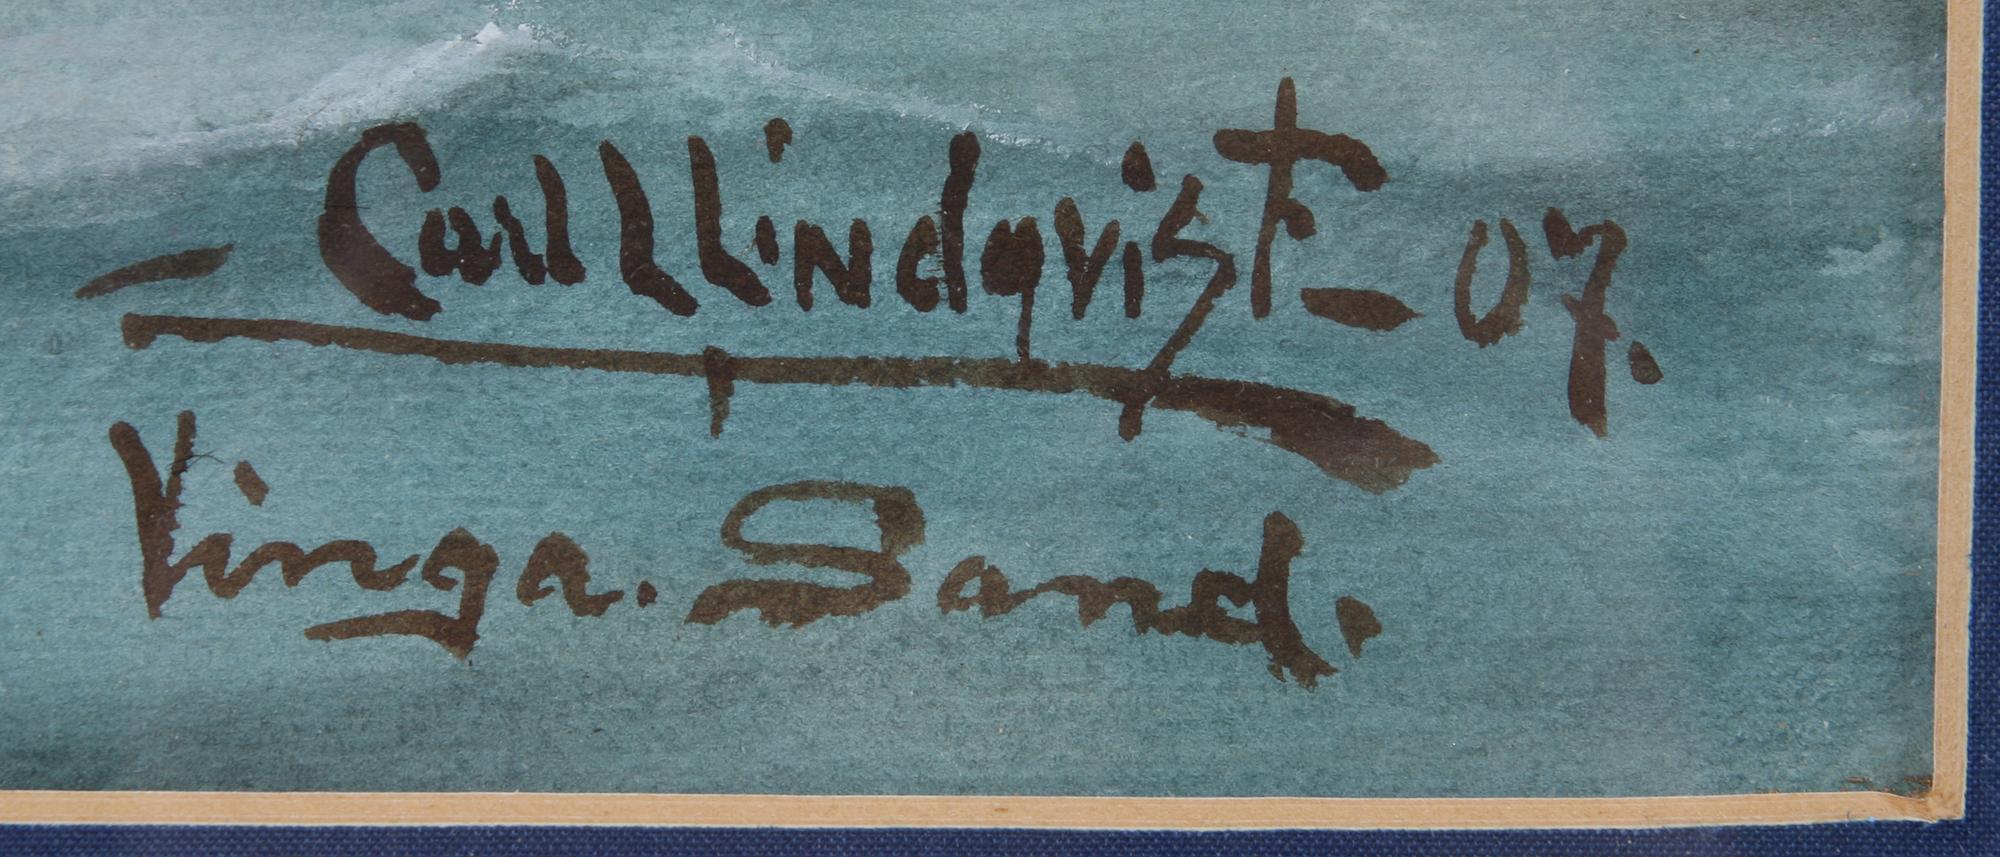 - Carl Lindqvist - 07.
Vinga. Sand.